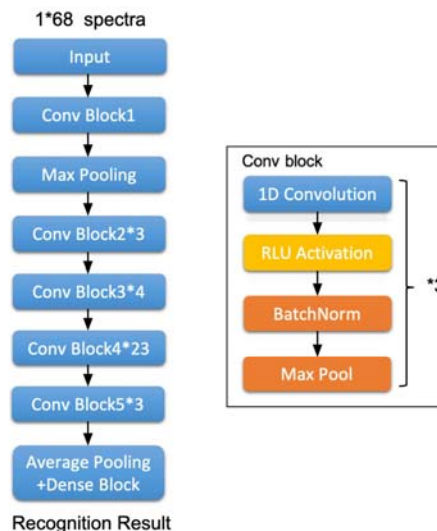 1*68 spectra
Input
Conv Block1
Max Pooling
Conv Block2*3
Conv Block3*4
Conv Block4*23
Conv Block5*3
Average Pooling
+Dense Block
Recognition Result
Conv block
1D Convolution
RLU Activation
BatchNorm
Max Pool
*3